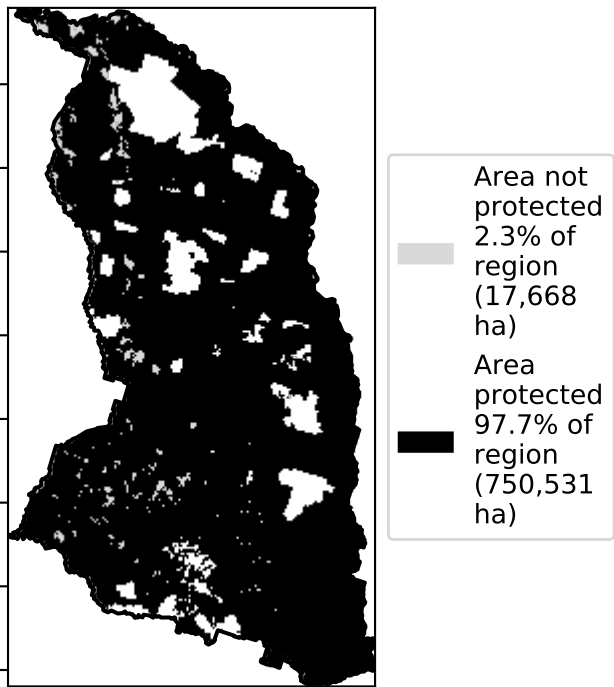 Area not
protected
2.3% of
region
(17,668
ha)
Area
protected
97.7% of
region
(750,531
ha)